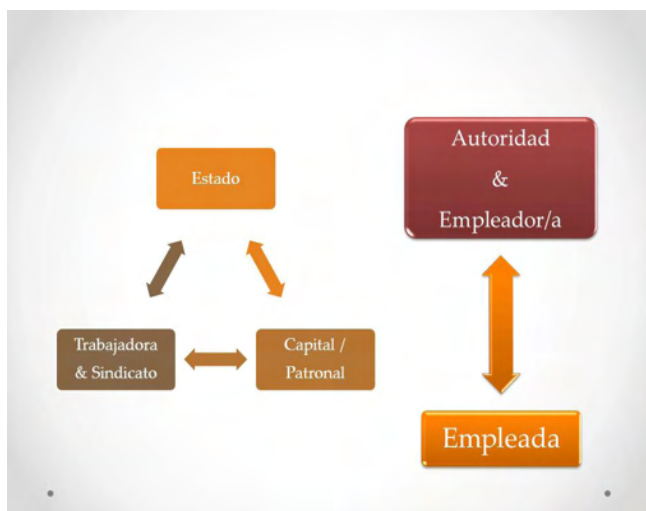 Estado
Trabajadora
& Sindicato
Capital /
Patronal
Autoridad
&
Empleador/a
Empleada